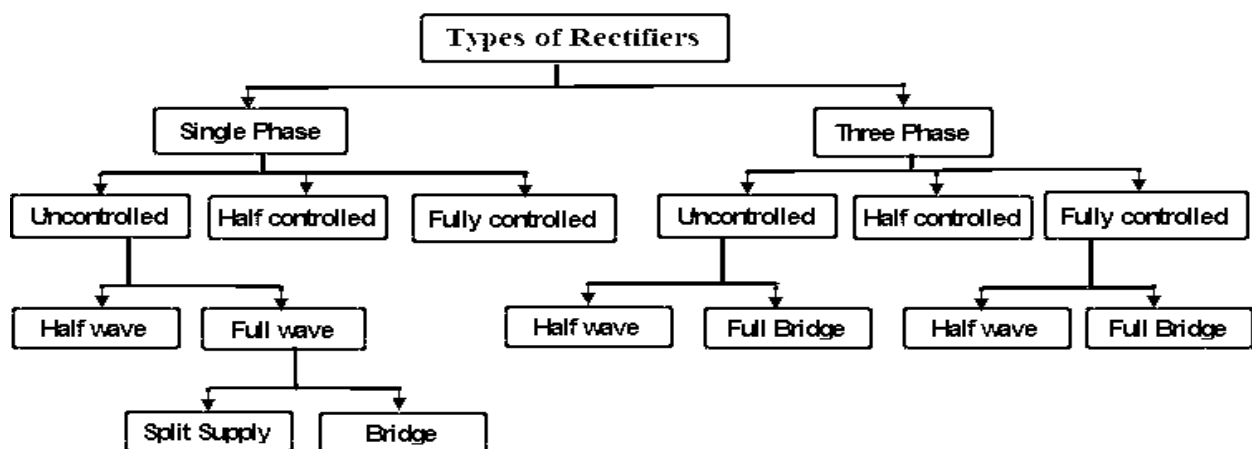 Types of Rectifiers
Single Phase
Three Phase
Uncontrolled
Half controlled
Fully controlled
Uncontrolled
Half controlled
Fully controlled
Half wave
Full wave
Half wave
Full Bridge
Half wave
Full Bridge
Split Supply
Bridge